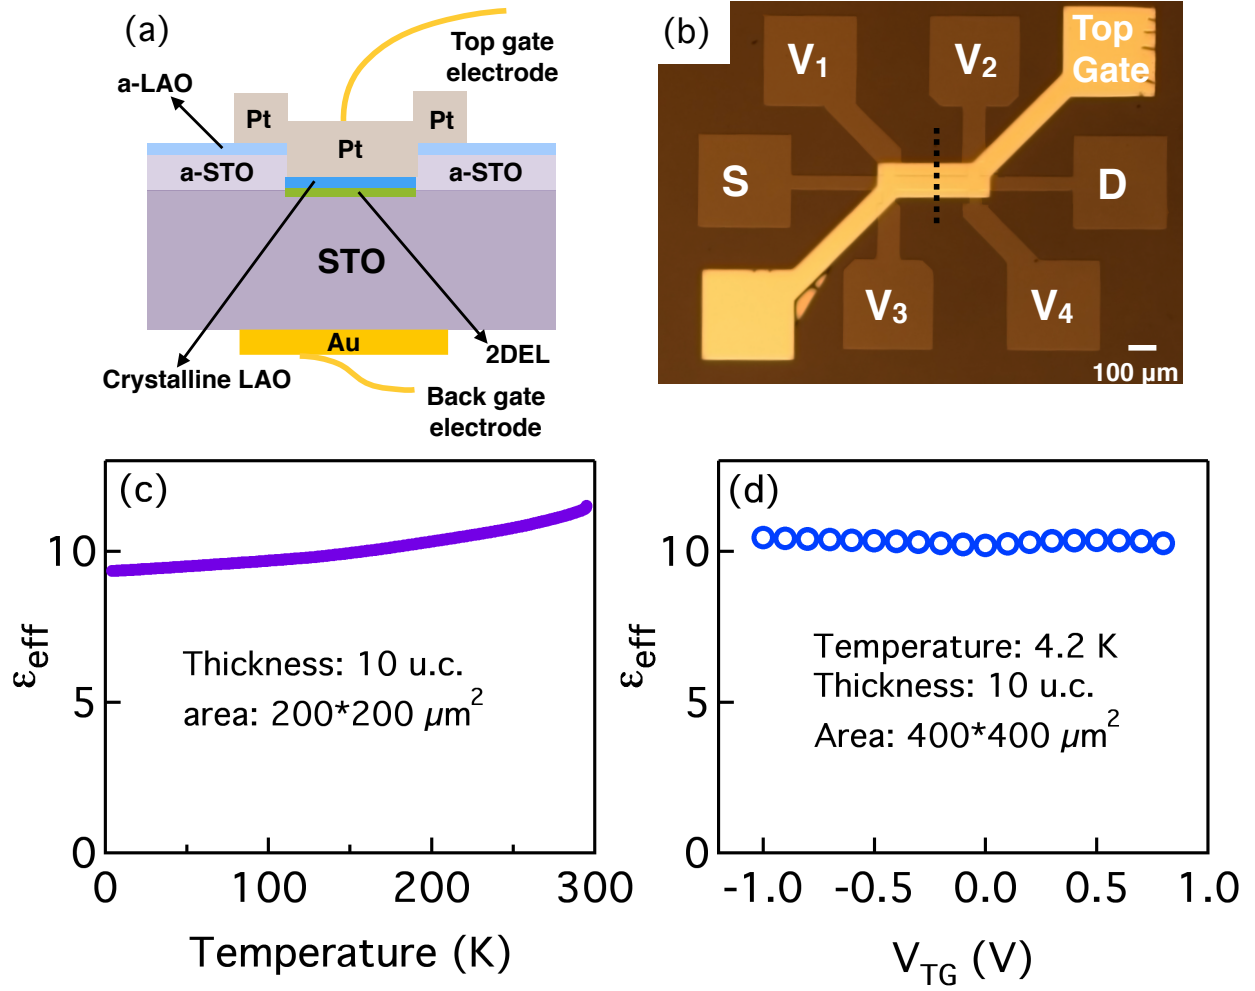 (a)
Top gate
electrode
a-LAO
Pt
Pt
Pt
a-STO
a-STO
STO
Au
2DEL
Crystalline LAO
Back gate
electrode
(b)
V1
V2
Top
Gate
S
D
V3
V4
100 µm
(c)
10
5
0
εeff
Thickness: 10 u.c.
area: 200*200 µm2
0
100
200
300
Temperature (K)
(d)
10
5
0
εeff
Temperature: 4.2 K
Thickness: 10 u.c.
Area: 400*400 µm2
-1.0
-0.5
0.0
0.5
1.0
VTG (V)